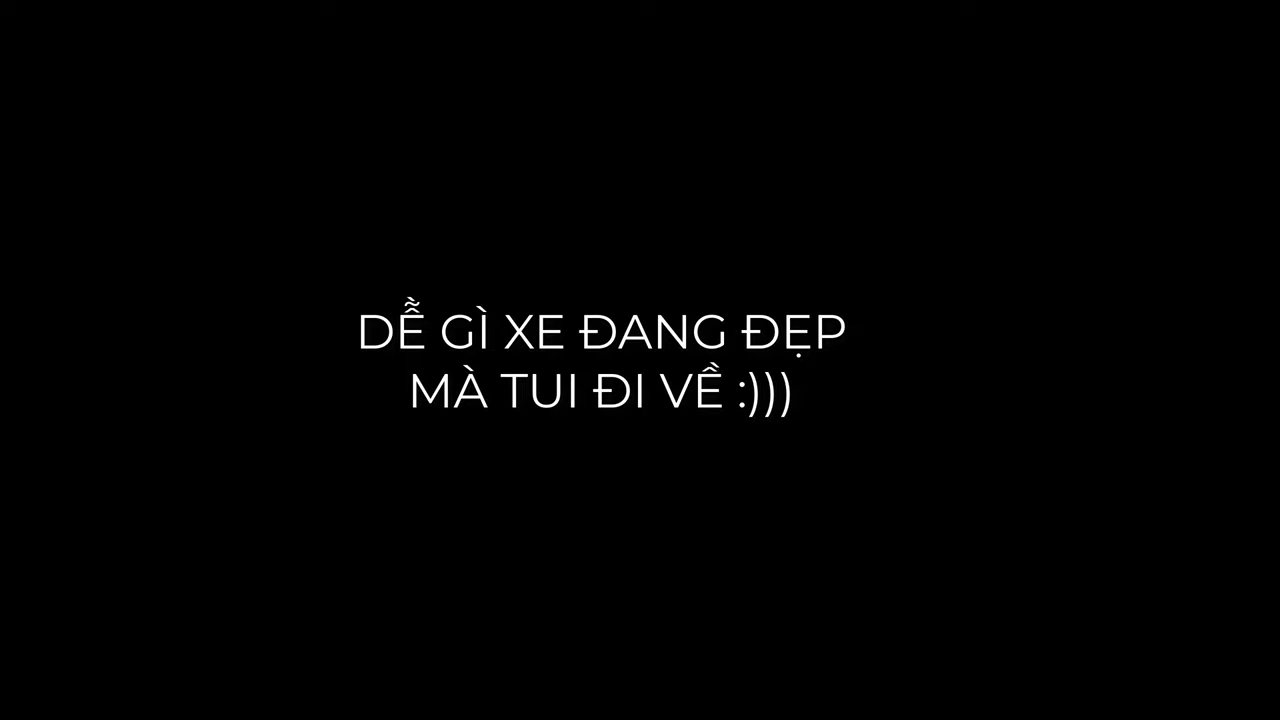 DỄ GÌ XE ĐANG ĐẸP
MÀ TUI ĐI VỀ :)))